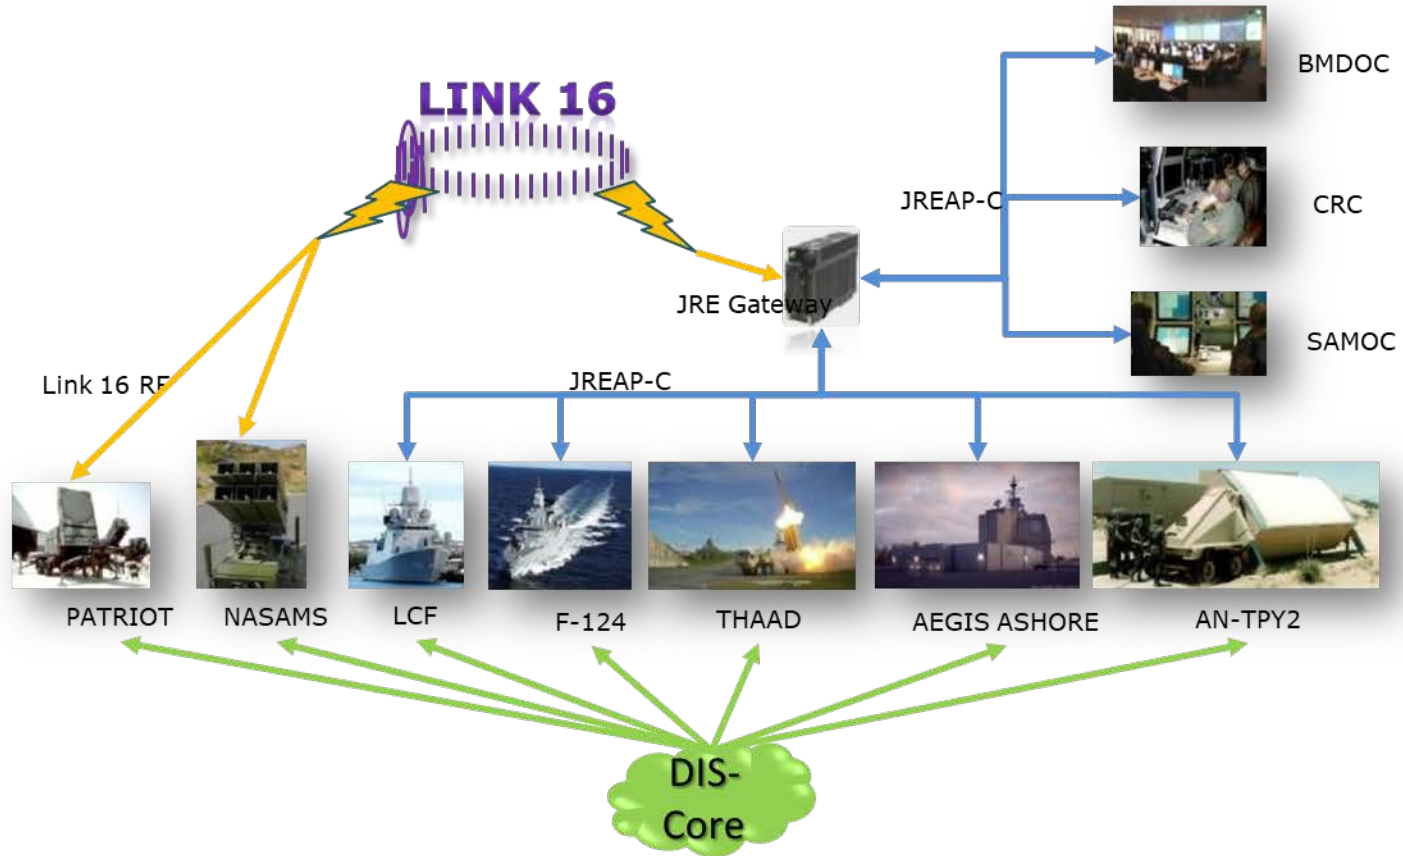 BMDOC
LINK 16
JREAP-C
CRC
JRE Gateway
SAMOC
Link 16 RF
JREAP-C
PATRIOT
NASAMS
LCF
F-124
THAAD
AEGIS ASHORE
AN-TPY2
DIS-
Core